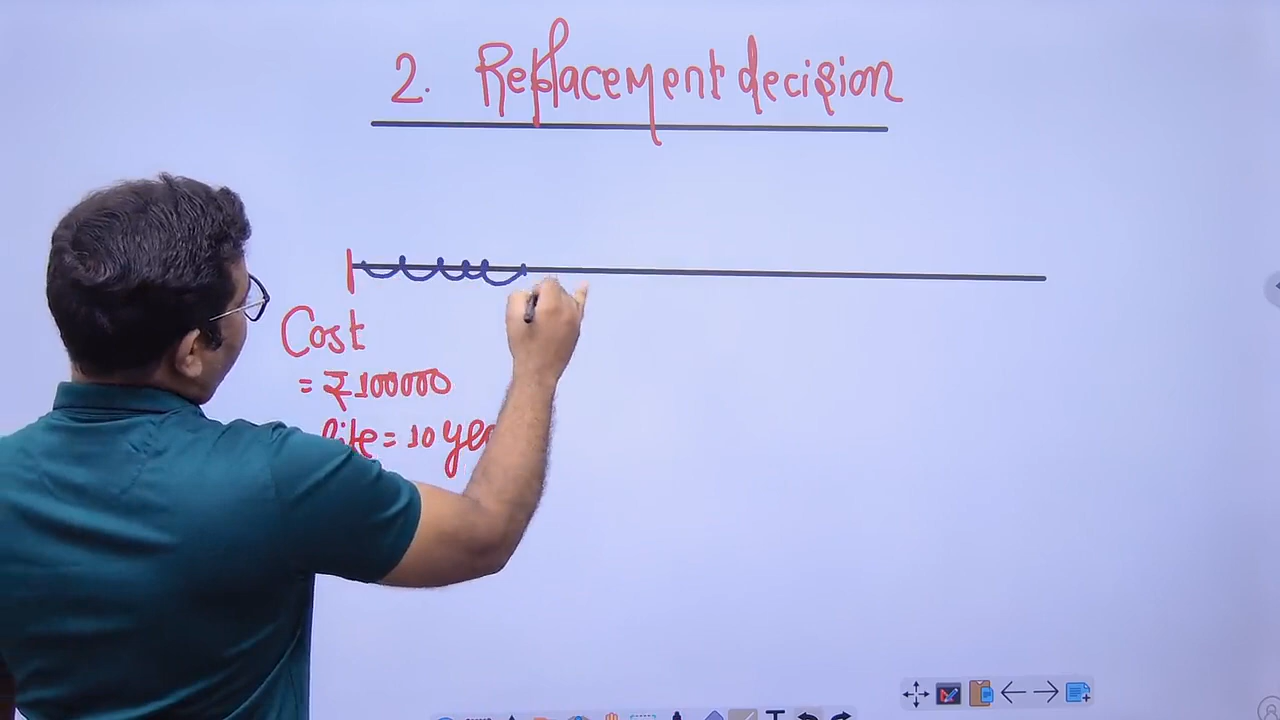 2. Replacement decision
Cost
= ₹100000
life = 10 yea